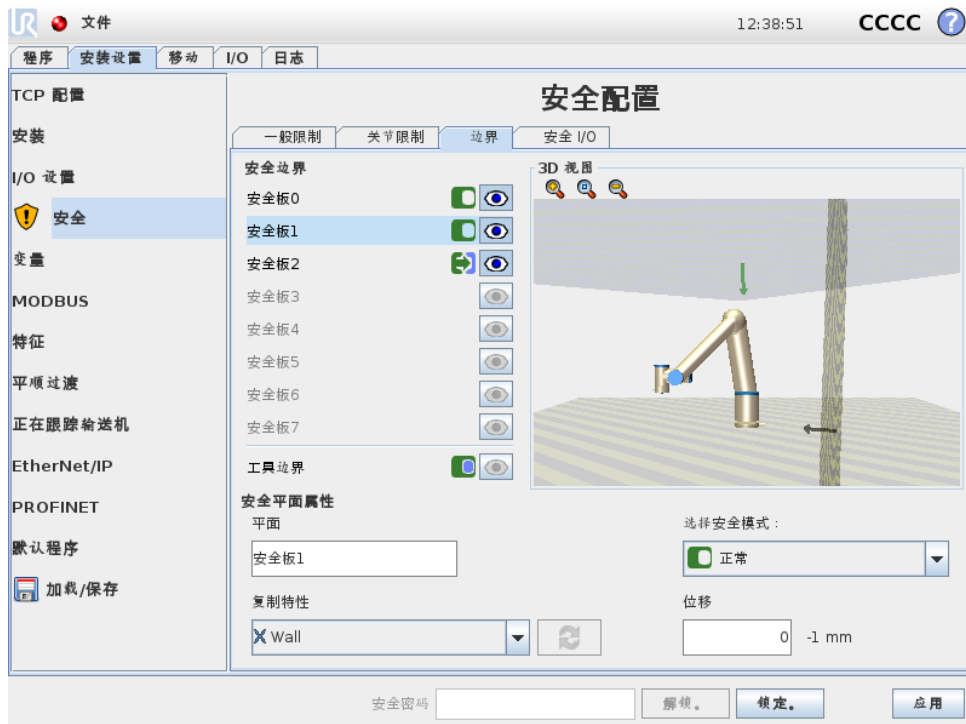 UR 文件 12:38:51 CCCC ?
程序 安装设置 移动 I/O 日志
TCP 配置
安装
I/O 设置
安全
变量
MODBUS
特征
平顺过渡
正在跟踪输送机
EtherNet/IP
PROFINET
默认程序
加载/保存
安全配置
一般限制 关节限制 边界 安全 I/O
安全边界
安全板0
安全板1
安全板2
安全板3
安全板4
安全板5
安全板6
安全板7
工具边界
3D 视图
安全平面属性
平面
安全板1
复制特性
Wall
选择安全模式：
正常
位移
0 -1 mm
安全密码 解锁。 锁定。 应用